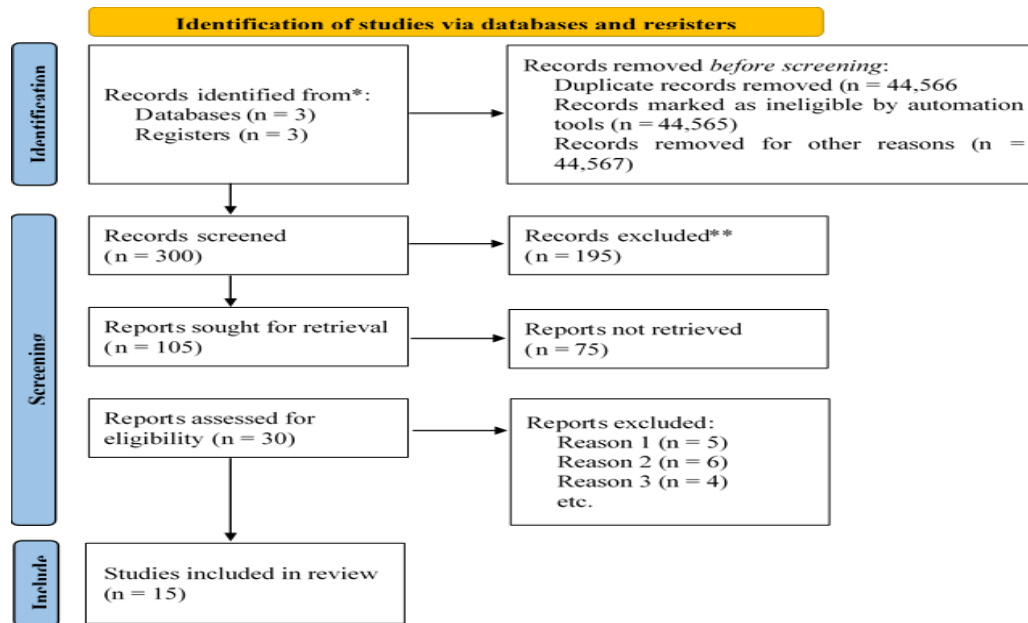 Identification of studies via databases and registers
Identification
Records identified from*:
Databases (n = 3)
Registers (n = 3)
Records removed before screening:
Duplicate records removed (n = 44,566
Records marked as ineligible by automation
tools (n = 44,565)
Records removed for other reasons (n =
44,567)
Screening
Records screened
(n = 300)
Records excluded**
(n = 195)
Reports sought for retrieval
(n = 105)
Reports not retrieved
(n = 75)
Reports assessed for
eligibility (n = 30)
Reports excluded:
Reason 1 (n = 5)
Reason 2 (n = 6)
Reason 3 (n = 4)
etc.
Include
Studies included in review
(n = 15)